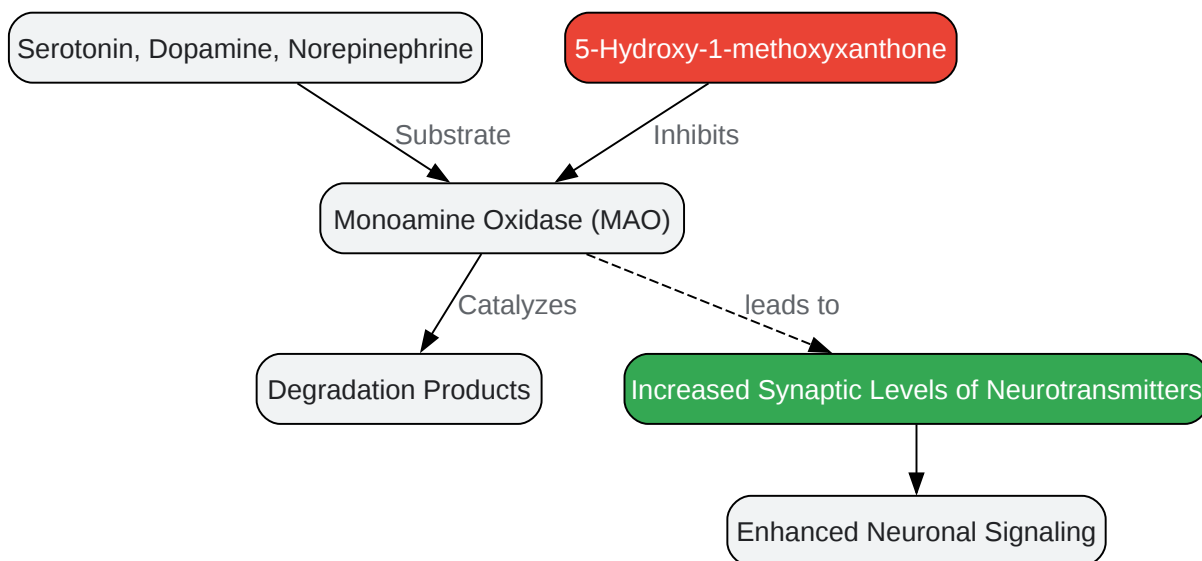 Serotonin, Dopamine, Norepinephrine
5-Hydroxy-1-methoxyxanthone
Substrate
Inhibits
Monoamine Oxidase (MAO)
Catalyzes
leads to
Degradation Products
Increased Synaptic Levels of Neurotransmitters
Enhanced Neuronal Signaling